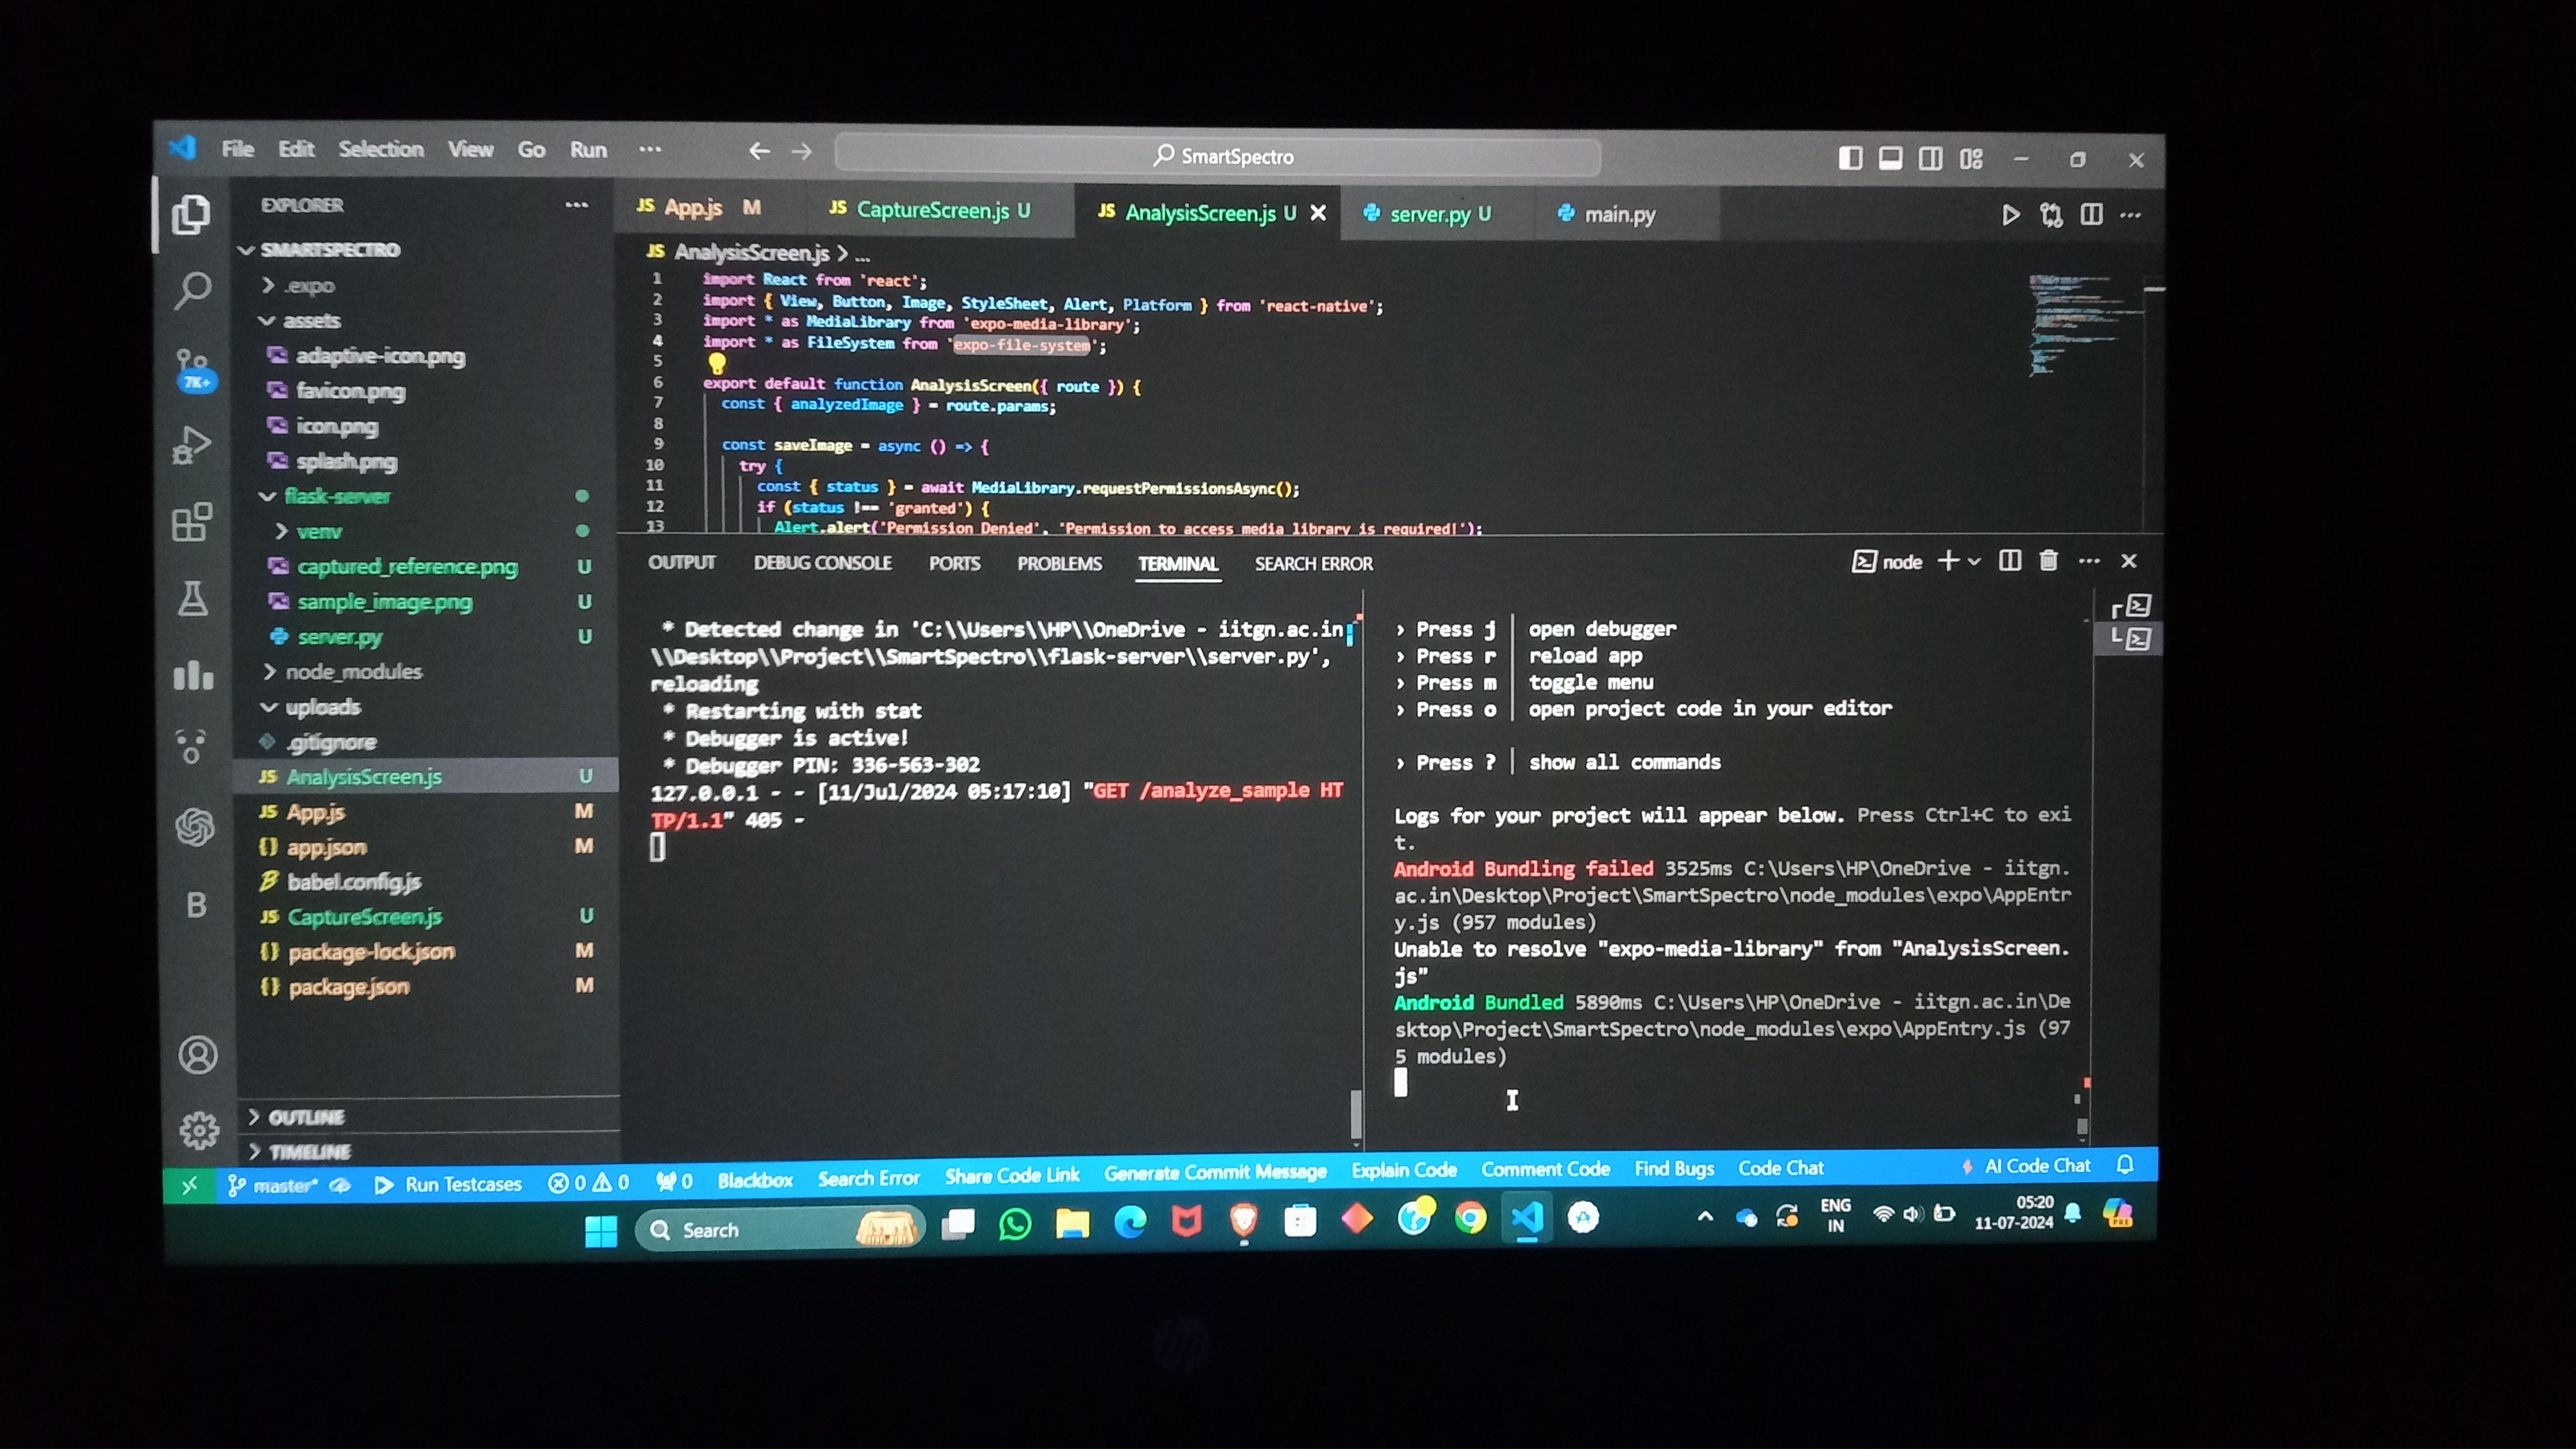 File Edit Selection View Go Run ... SmartSpectro
EXPLORER ...
SMARTSPECTRO
.expo
assets
adaptive-icon.png
favicon.png
7K+
icon.png
splash.png
flask-server
venv
captured_reference.png U
sample_image.png U
server.py U
node_modules
uploads
.gitignore
JS AnalysisScreen.js U
JS App.js M
{} app.json M
babel.config.js
B
JS CaptureScreen.js U
{} package-lock.json M
{} package.json M
OUTLINE
TIMELINE
JS App.js M JS CaptureScreen.js U JS AnalysisScreen.js U server.py U main.py ...
JS AnalysisScreen.js > ...
1 import React from 'react';
2 import { View, Button, Image, StyleSheet, Alert, Platform } from 'react-native';
3 import * as MediaLibrary from 'expo-media-library';
4 import * as FileSystem from 'expo-file-system';
5
6 export default function AnalysisScreen({ route }) {
7 const { analyzedImage } = route.params;
8
9 const saveImage = async () => {
10 try {
11 const { status } = await MediaLibrary.requestPermissionsAsync();
12 if (status !== 'granted') {
13 Alert.alert('Permission Denied', 'Permission to access media library is required!');
OUTPUT DEBUG CONSOLE PORTS PROBLEMS TERMINAL SEARCH ERROR node ...
* Detected change in 'C:\\Users\\HP\\OneDrive - iitgn.ac.in
\\Desktop\\Project\\SmartSpectro\\flask-server\\server.py',
reloading
* Restarting with stat
* Debugger is active!
* Debugger PIN: 336-563-302
127.0.0.1 - - [11/Jul/2024 05:17:10] "GET /analyze_sample HT
TP/1.1" 405 -
› Press j | open debugger
› Press r | reload app
› Press m | toggle menu
› Press o | open project code in your editor
› Press ? | show all commands
Logs for your project will appear below. Press Ctrl+C to exi
t.
Android Bundling failed 3525ms C:\Users\HP\OneDrive - iitgn.
ac.in\Desktop\Project\SmartSpectro\node_modules\expo\AppEntr
y.js (957 modules)
Unable to resolve "expo-media-library" from "AnalysisScreen.
js"
Android Bundled 5890ms C:\Users\HP\OneDrive - iitgn.ac.in\De
sktop\Project\SmartSpectro\node_modules\expo\AppEntry.js (97
5 modules)
master* Run Testcases 0 0 0 Blackbox Search Error Share Code Link Generate Commit Message Explain Code Comment Code Find Bugs Code Chat AI Code Chat
Search ENG
IN
05:20
11-07-2024
PRE
hp